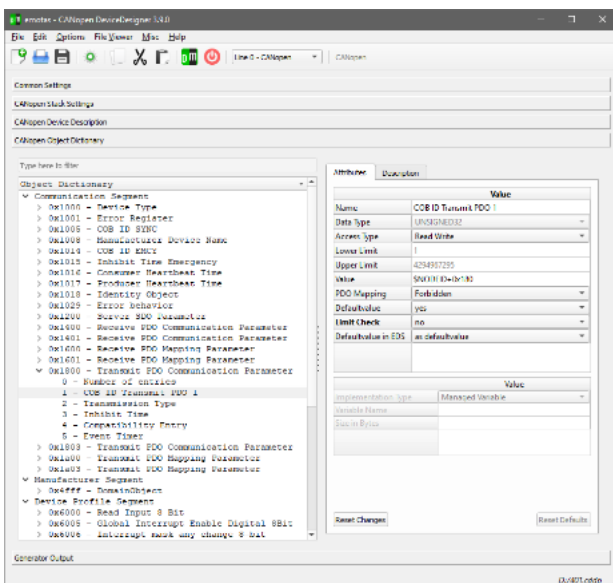 emotas - CANopen DeviceDesigner 3.9.0
File Edit Options File Viewer Misc Help
Line 0 - CANopen CANopen
Common Settings
CANopen Stack Settings
CANopen Device Description
CANopen Object Dictionary
Type here to filter
Object Dictionary
Communication Segment
0x1000 - Device Type
0x1001 - Error Register
0x1005 - COB ID SYNC
0x1008 - Manufacturer Device Name
0x1014 - COB ID EMCY
0x1015 - Inhibit Time Emergency
0x1016 - Consumer Heartbeat Time
0x1017 - Producer Heartbeat Time
0x1018 - Identity Object
0x1029 - Error behavior
0x1200 - Server SDO Parameter
0x1400 - Receive PDO Communication Parameter
0x1401 - Receive PDO Communication Parameter
0x1600 - Receive PDO Mapping Parameter
0x1601 - Receive PDO Mapping Parameter
0x1800 - Transmit PDO Communication Parameter
0 - Number of entries
1 - COB ID Transmit PDO 1
2 - Transmission Type
3 - Inhibit Time
4 - Compatibility Entry
5 - Event Timer
0x1803 - Transmit PDO Communication Parameter
0x1a00 - Transmit PDO Mapping Parameter
0x1a03 - Transmit PDO Mapping Parameter
Manufacturer Segment
0x4fff - DomainObject
Device Profile Segment
0x6000 - Read Input 8 Bit
0x6005 - Global Interrupt Enable Digital 8Bit
0x6006 - Interrupt mask any change 8 bit
Attributes Description
Value
Name COB ID Transmit PDO 1
Data Type UNSIGNED32
Access Type Read Write
Lower Limit 1
Upper Limit 4294967295
Value $NODEID+0x180
PDO Mapping Forbidden
Defaultvalue yes
Limit Check no
Defaultvalue in EDS as defaultvalue
Value
Implementation Type Managed Variable
Variable Name
Size in Bytes
Reset Changes Reset Defaults
Generator Output